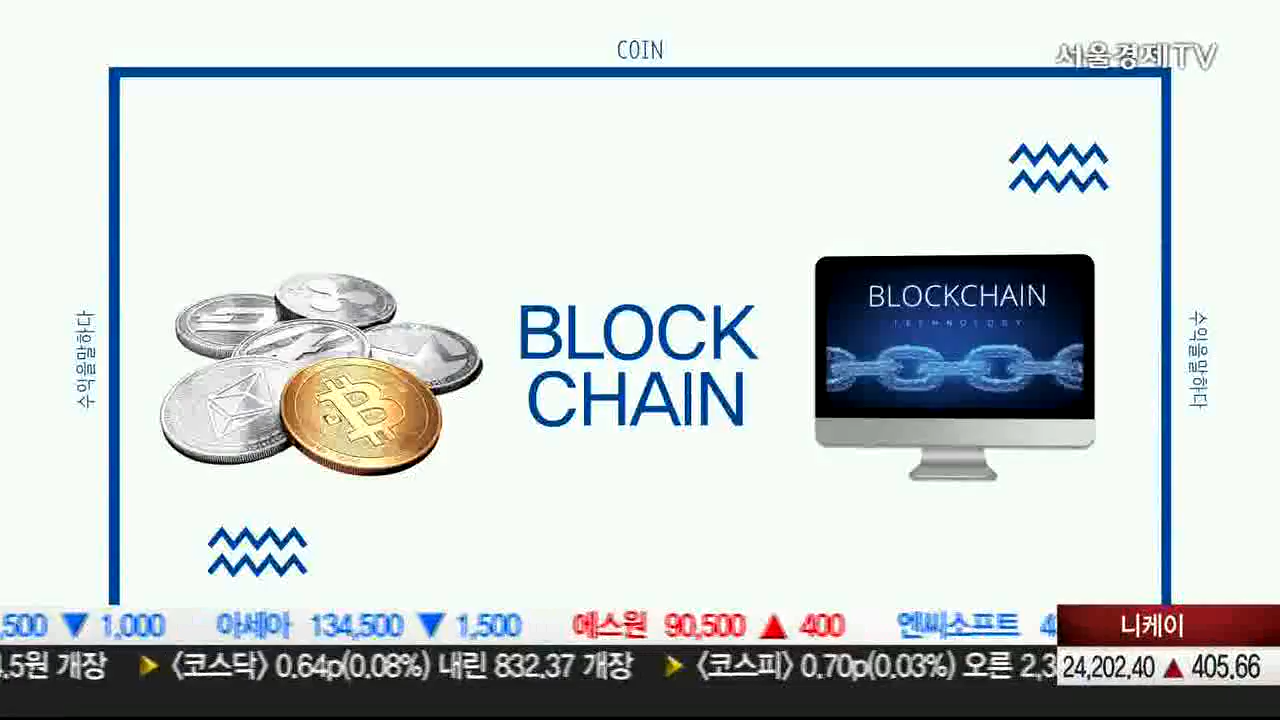 COIN
서울경제TV
수익을말하다
BLOCK
CHAIN
BLOCKCHAIN
TECHNOLOGY
수익을말하다
,500 ▼ 1,000 아세아 134,500 ▼ 1,500 에스원 90,500 ▲ 400 엔씨소프트
니케이
.5원 개장 ▶ 〈코스닥〉 0.64p(0.08%) 내린 832.37 개장 ▶ 〈코스피〉 0.70p(0.03%) 오른 2,3
24,202.40 ▲ 405.66